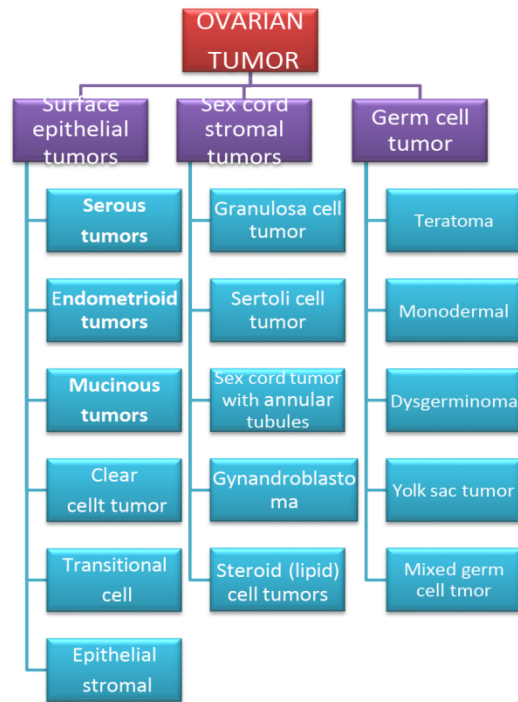 OVARIAN
TUMOR
Surface
epithelial
tumors
Sex cord
stromal
tumors
Germ cell
tumor
Serous
tumors
Endometrioid
tumors
Mucinous
tumors
Clear
cellt tumor
Transitional
cell
Epithelial
stromal
Granulosa cell
tumor
Sertoli cell
tumor
Sex cord tumor
with annular
tubules
Gynandroblasto
ma
Steroid (lipid)
cell tumors
Teratoma
Monodermal
Dysgerminoma
Yolk sac tumor
Mixed germ
cell tmor